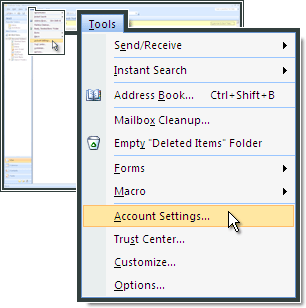 Tools
Send/Receive
Instant Search
Address Book... Ctrl+Shift+B
Mailbox Cleanup...
Empty "Deleted Items" Folder
Forms
Macro
Account Settings...
Trust Center...
Customize...
Options...